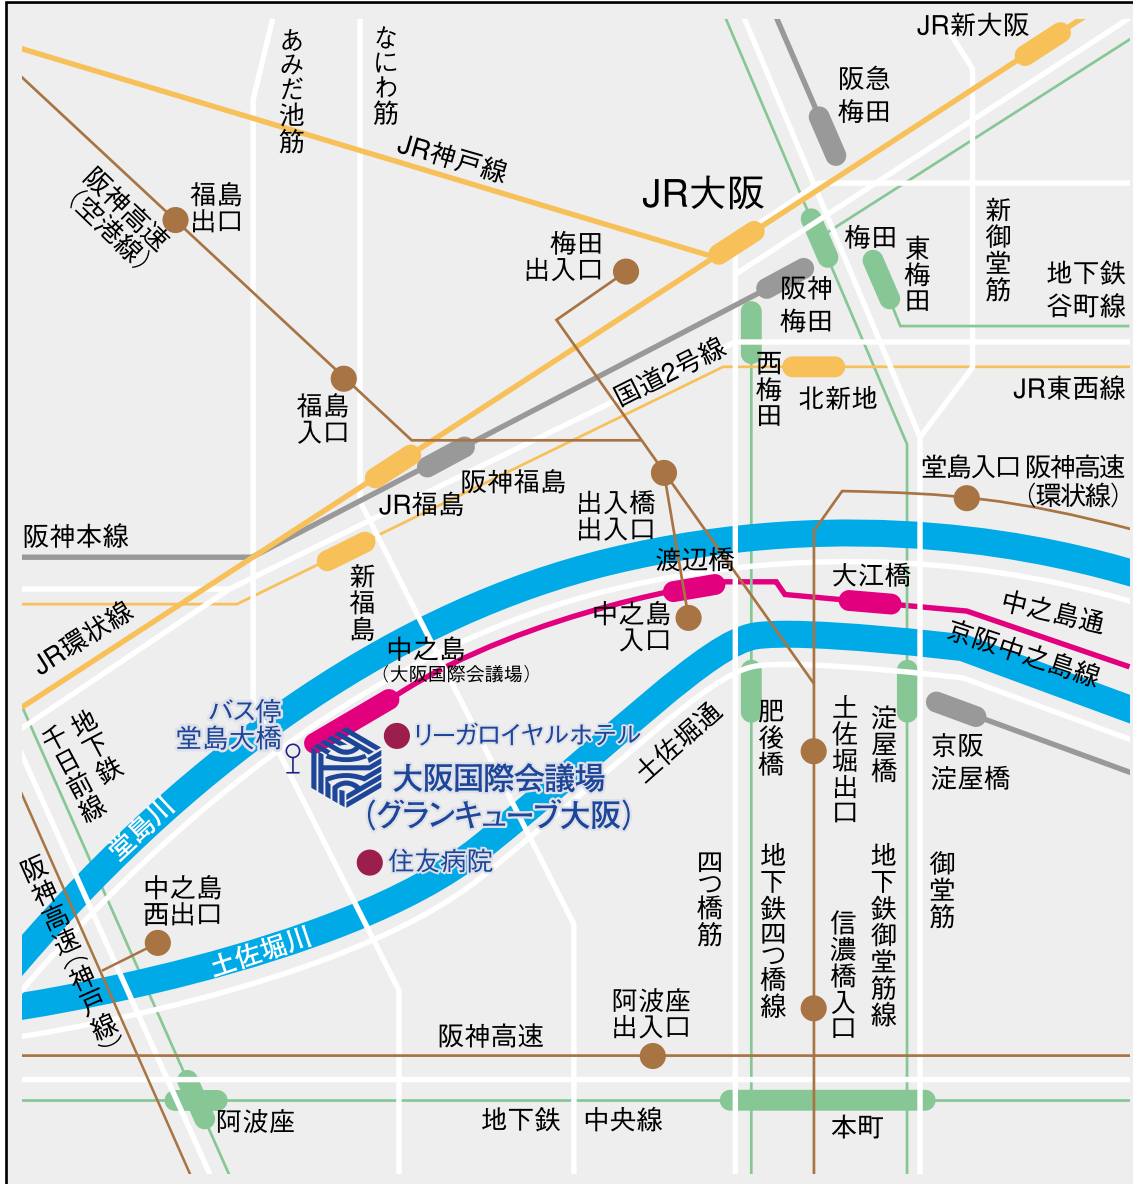 JR新大阪
あみだ池筋
なにわ筋
阪急
梅田
JR神戸線
阪神高速
(空港線)
福島
出口
JR大阪
新御堂筋
梅田
出入口
梅田
東梅田
地下鉄
谷町線
阪神
梅田
国道2号線
西梅田
北新地
JR東西線
福島
入口
堂島入口
阪神高速
(環状線)
阪神福島
JR福島
出入橋
出入口
阪神本線
新福島
渡辺橋
大江橋
中之島
入口
中之島通
京阪中之島線
JR環状線
中之島
(大阪国際会議場)
バス停
堂島大橋
リーガロイヤルホテル
大阪国際会議場
(グランキューブ大阪)
土佐堀通
肥後橋
土佐堀出口
淀屋橋
京阪
淀屋橋
地下鉄
千日前線
堂島川
住友病院
阪神高速(神戸線)
中之島
西出口
土佐堀川
四つ橋筋
地下鉄四つ橋線
信濃橋入口
地下鉄御堂筋線
御堂筋
阿波座
出入口
阪神高速
阿波座
地下鉄 中央線
本町